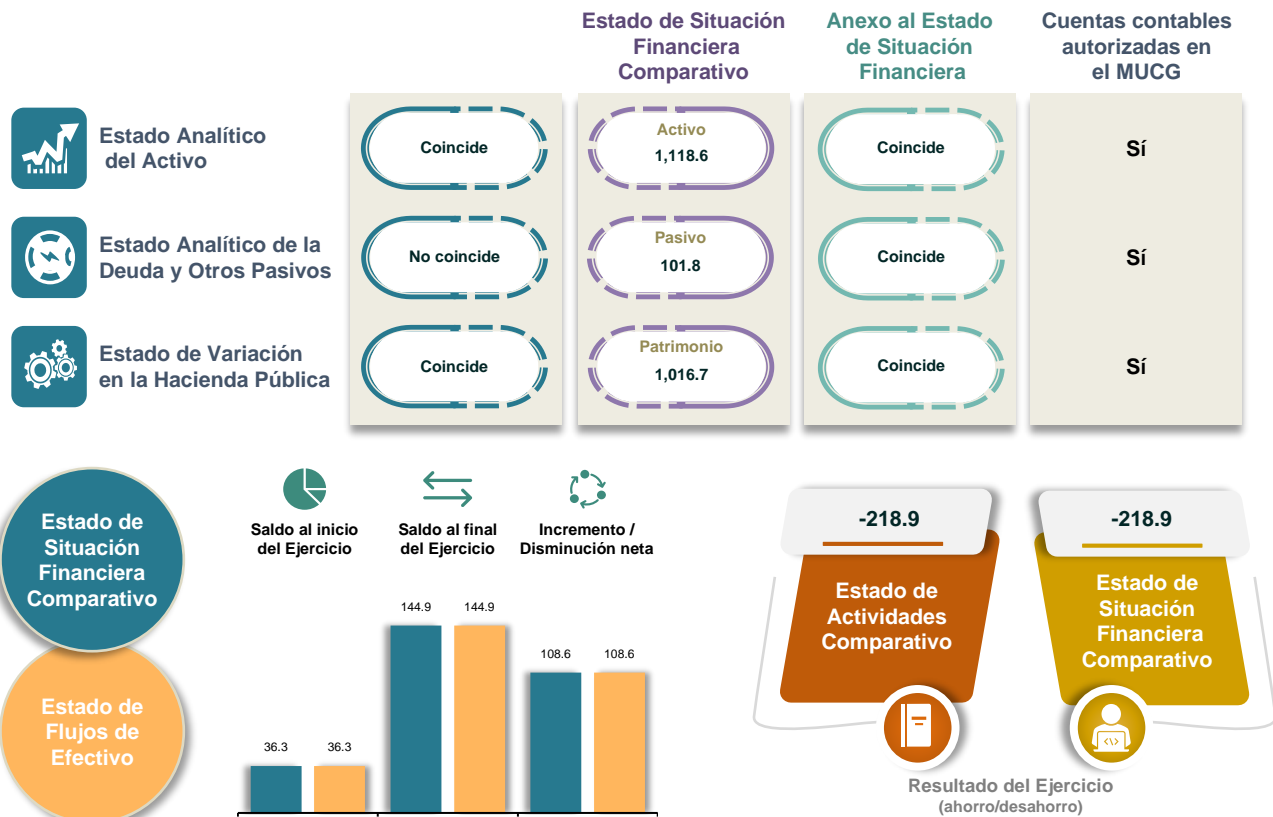 Estado de Situación
Financiera
Comparativo
Anexo al Estado
de Situación
Financiera
Cuentas contables
autorizadas en
el MUCG
Estado Analítico
del Activo
Coincide
Activo
1,118.6
Coincide
Sí
Estado Analítico de la
Deuda y Otros Pasivos
No coincide
Pasivo
101.8
Coincide
Sí
Estado de Variación
en la Hacienda Pública
Coincide
Patrimonio
1,016.7
Coincide
Sí
Estado de
Situación
Financiera
Comparativo
Estado de
Flujos de
Efectivo
Saldo al inicio
del Ejercicio
Saldo al final
del Ejercicio
Incremento /
Disminución neta
36.3
36.3
144.9
144.9
108.6
108.6
-218.9
Estado de
Actividades
Comparativo
-218.9
Estado de
Situación
Financiera
Comparativo
Resultado del Ejercicio
(ahorro/desahorro)